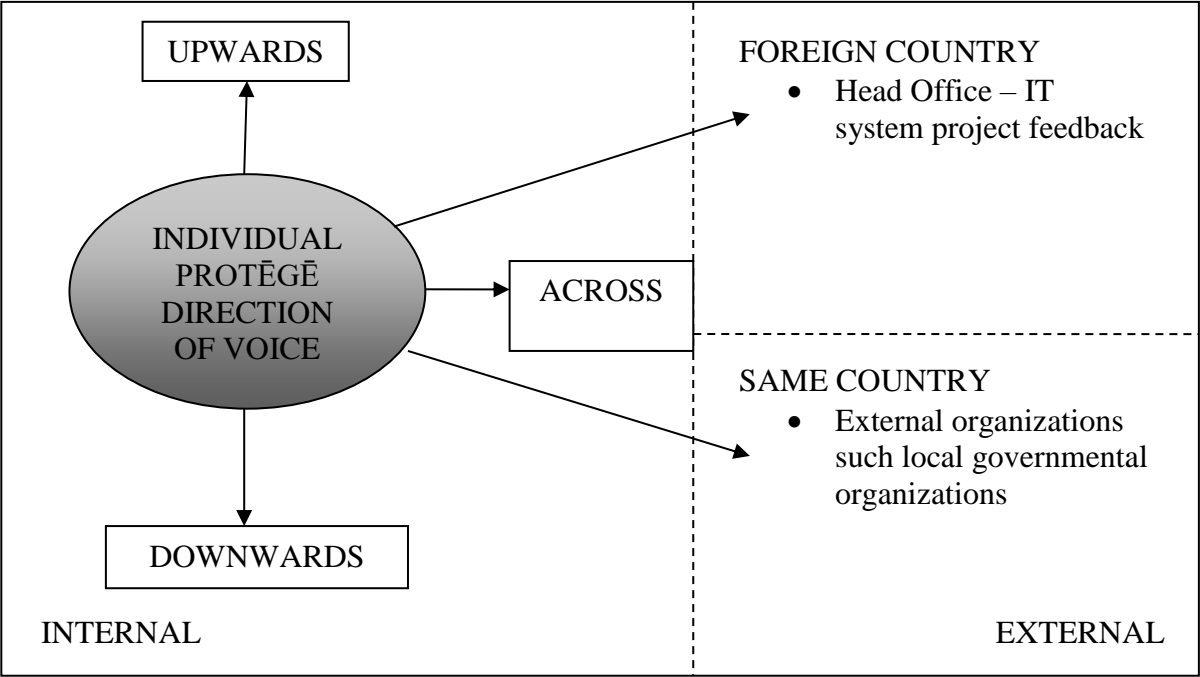 UPWARDS
FOREIGN COUNTRY
• Head Office – IT
system project feedback
INDIVIDUAL
PROTĒGĒ
DIRECTION
OF VOICE
ACROSS
SAME COUNTRY
• External organizations
such local governmental
organizations
DOWNWARDS
INTERNAL
EXTERNAL